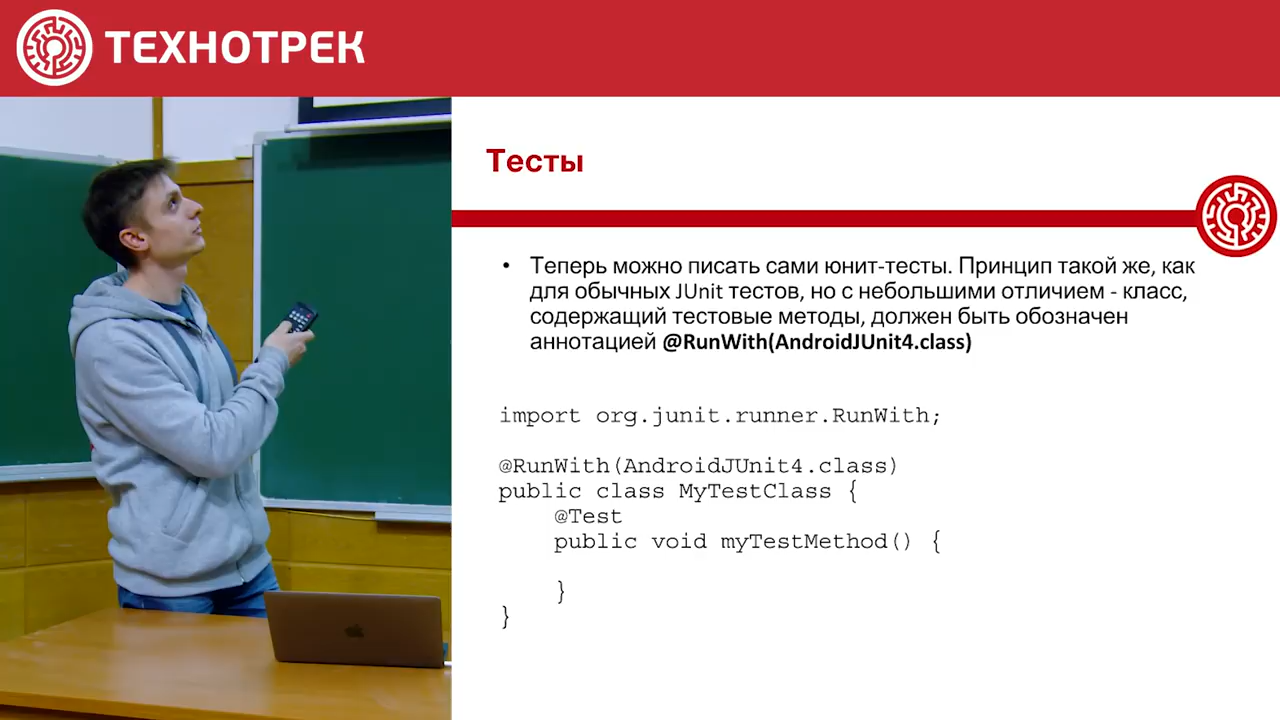 ТЕХНОТРЕК
Тесты
• Теперь можно писать сами юнит-тесты. Принцип такой же, как
для обычных JUnit тестов, но с небольшими отличием - класс,
содержащий тестовые методы, должен быть обозначен
аннотацией @RunWith(AndroidJUnit4.class)
import org.junit.runner.RunWith;
@RunWith(AndroidJUnit4.class)
public class MyTestClass {
@Test
public void myTestMethod() {
}
}